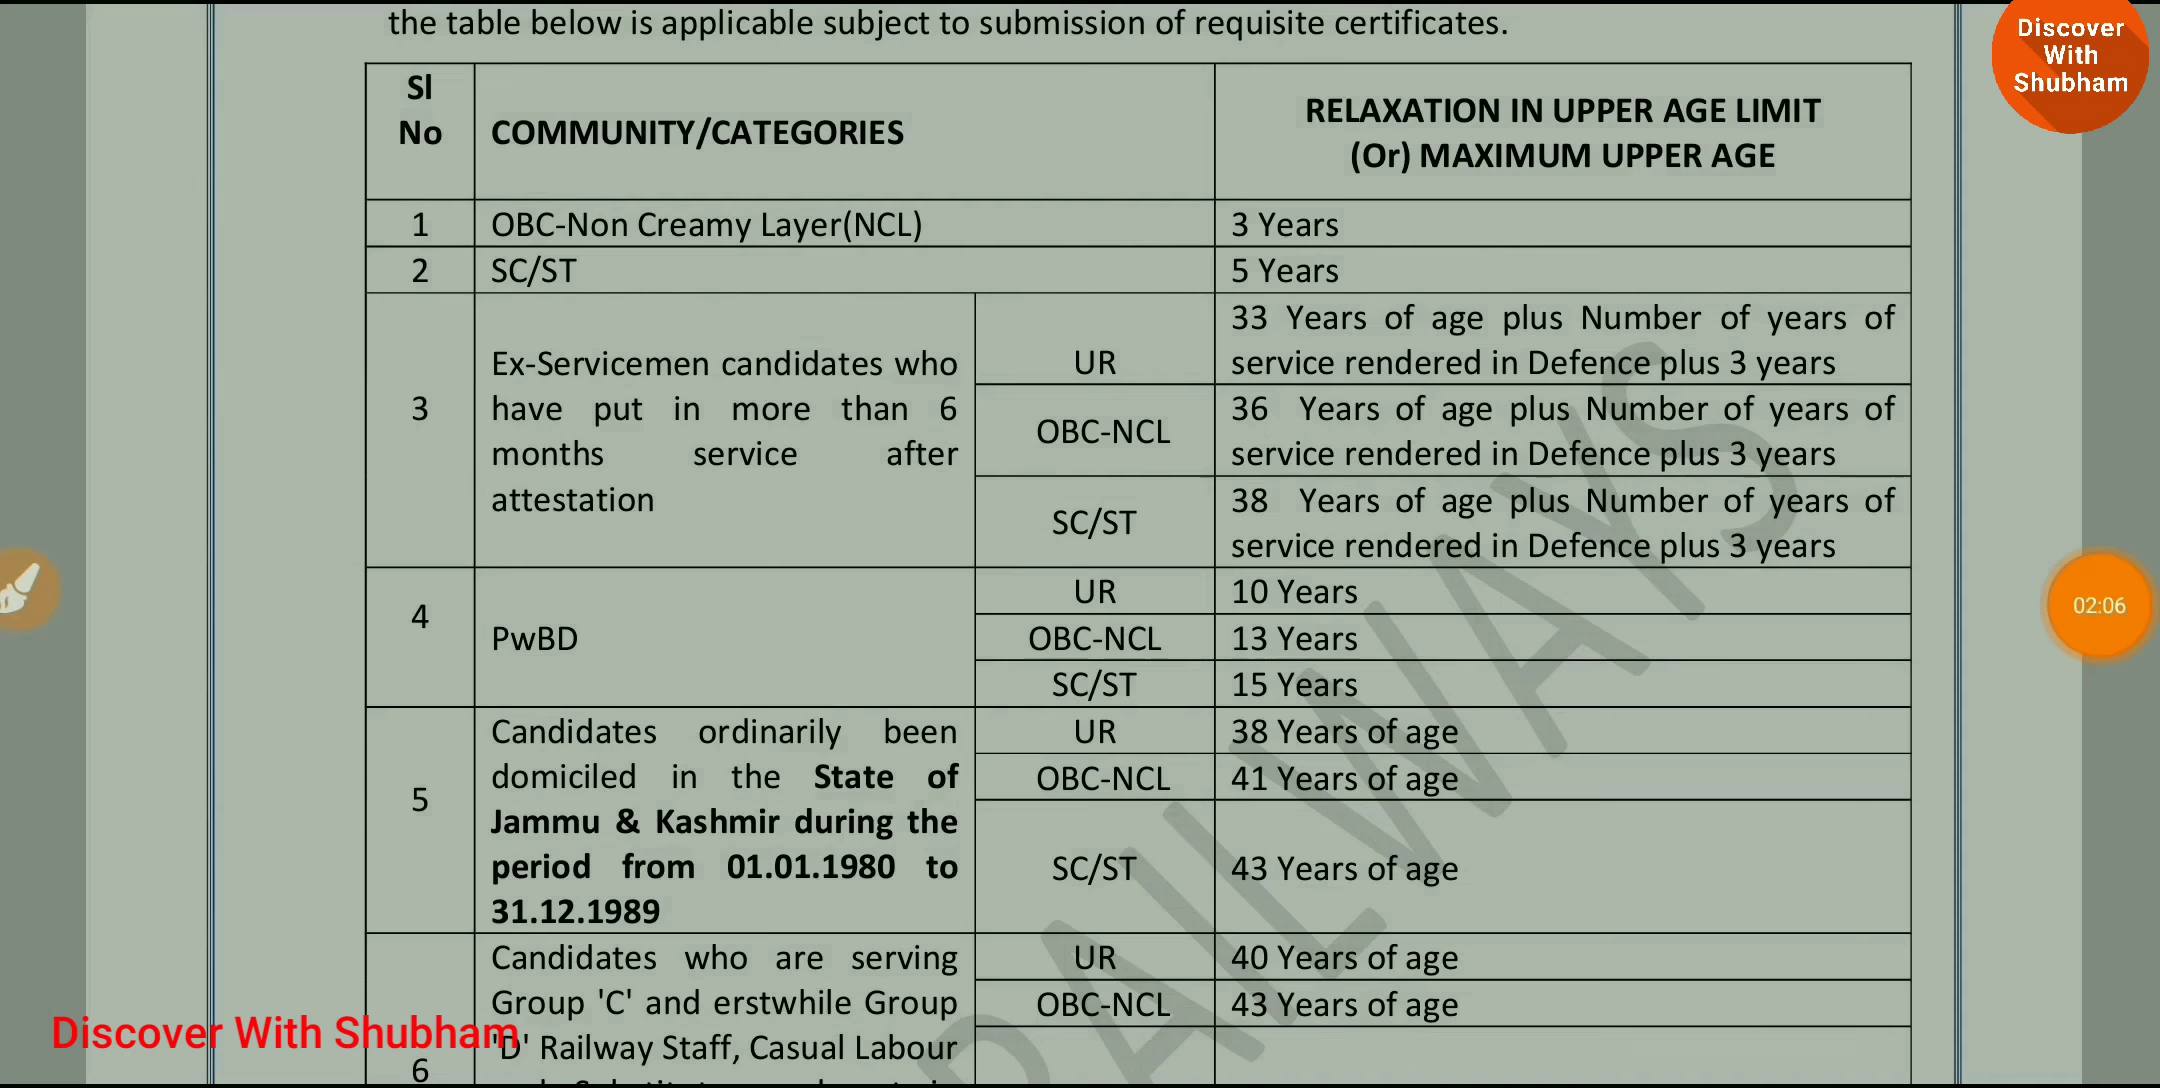 the table below is applicable subject to submission of requisite certificates.
Discover
With
Shubham
Sl
No
COMMUNITY/CATEGORIES
RELAXATION IN UPPER AGE LIMIT
(Or) MAXIMUM UPPER AGE
1
OBC-Non Creamy Layer(NCL)
3 Years
2
SC/ST
5 Years
3
Ex-Servicemen candidates who
have put in more than 6
months service after
attestation
UR
33 Years of age plus Number of years of
service rendered in Defence plus 3 years
OBC-NCL
36 Years of age plus Number of years of
service rendered in Defence plus 3 years
SC/ST
38 Years of age plus Number of years of
service rendered in Defence plus 3 years
4
PwBD
UR
10 Years
OBC-NCL
13 Years
SC/ST
15 Years
02:06
5
Candidates ordinarily been
domiciled in the State of
Jammu & Kashmir during the
period from 01.01.1980 to
31.12.1989
UR
38 Years of age
OBC-NCL
41 Years of age
SC/ST
43 Years of age
6
Candidates who are serving
Group 'C' and erstwhile Group
'D' Railway Staff, Casual Labour
UR
40 Years of age
OBC-NCL
43 Years of age
RAILWAYS
Discover With Shubham